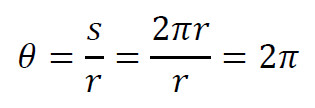 θ = s/r = 2πr/r = 2π